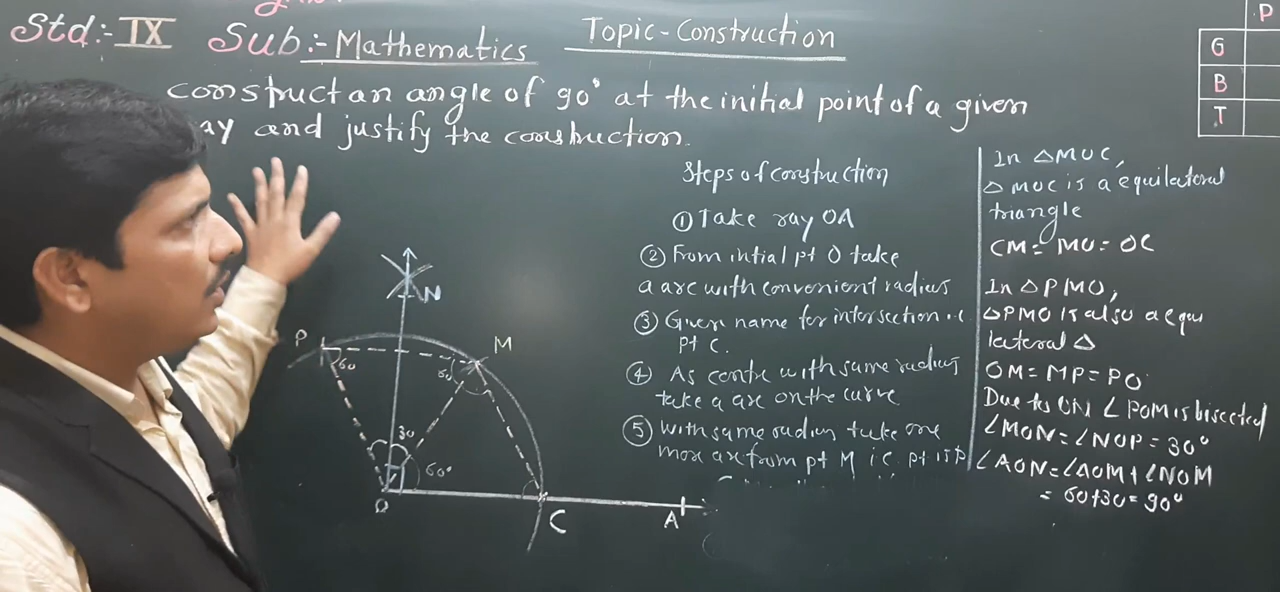 Std:- IX Sub:- Mathematics Topic - Construction
construct an angle of 90° at the initial point of a given
ay and justify the construction.
Steps of construction
① Take ray OA
② From intial pt O take
a arc with convenient radius
③ Given name for intersection i.e.
pt C.
④ As centre with same radius
take a arc on the curve
⑤ With same radius take one
more arc from pt M i.e. pt is P
In △MOC,
△MOC is a equilateral
triangle
CM = MO = OC
In △PMO,
△PMO is also a equi
lateral △
OM = MP = PO
Due to ON ∠POM is bisected
∠MON = ∠NOP = 30°
∠AON = ∠AOM + ∠NOM
= 60+30 = 90°
P
G
B
T
N
P
M
60
60
30
60°
O
C
A